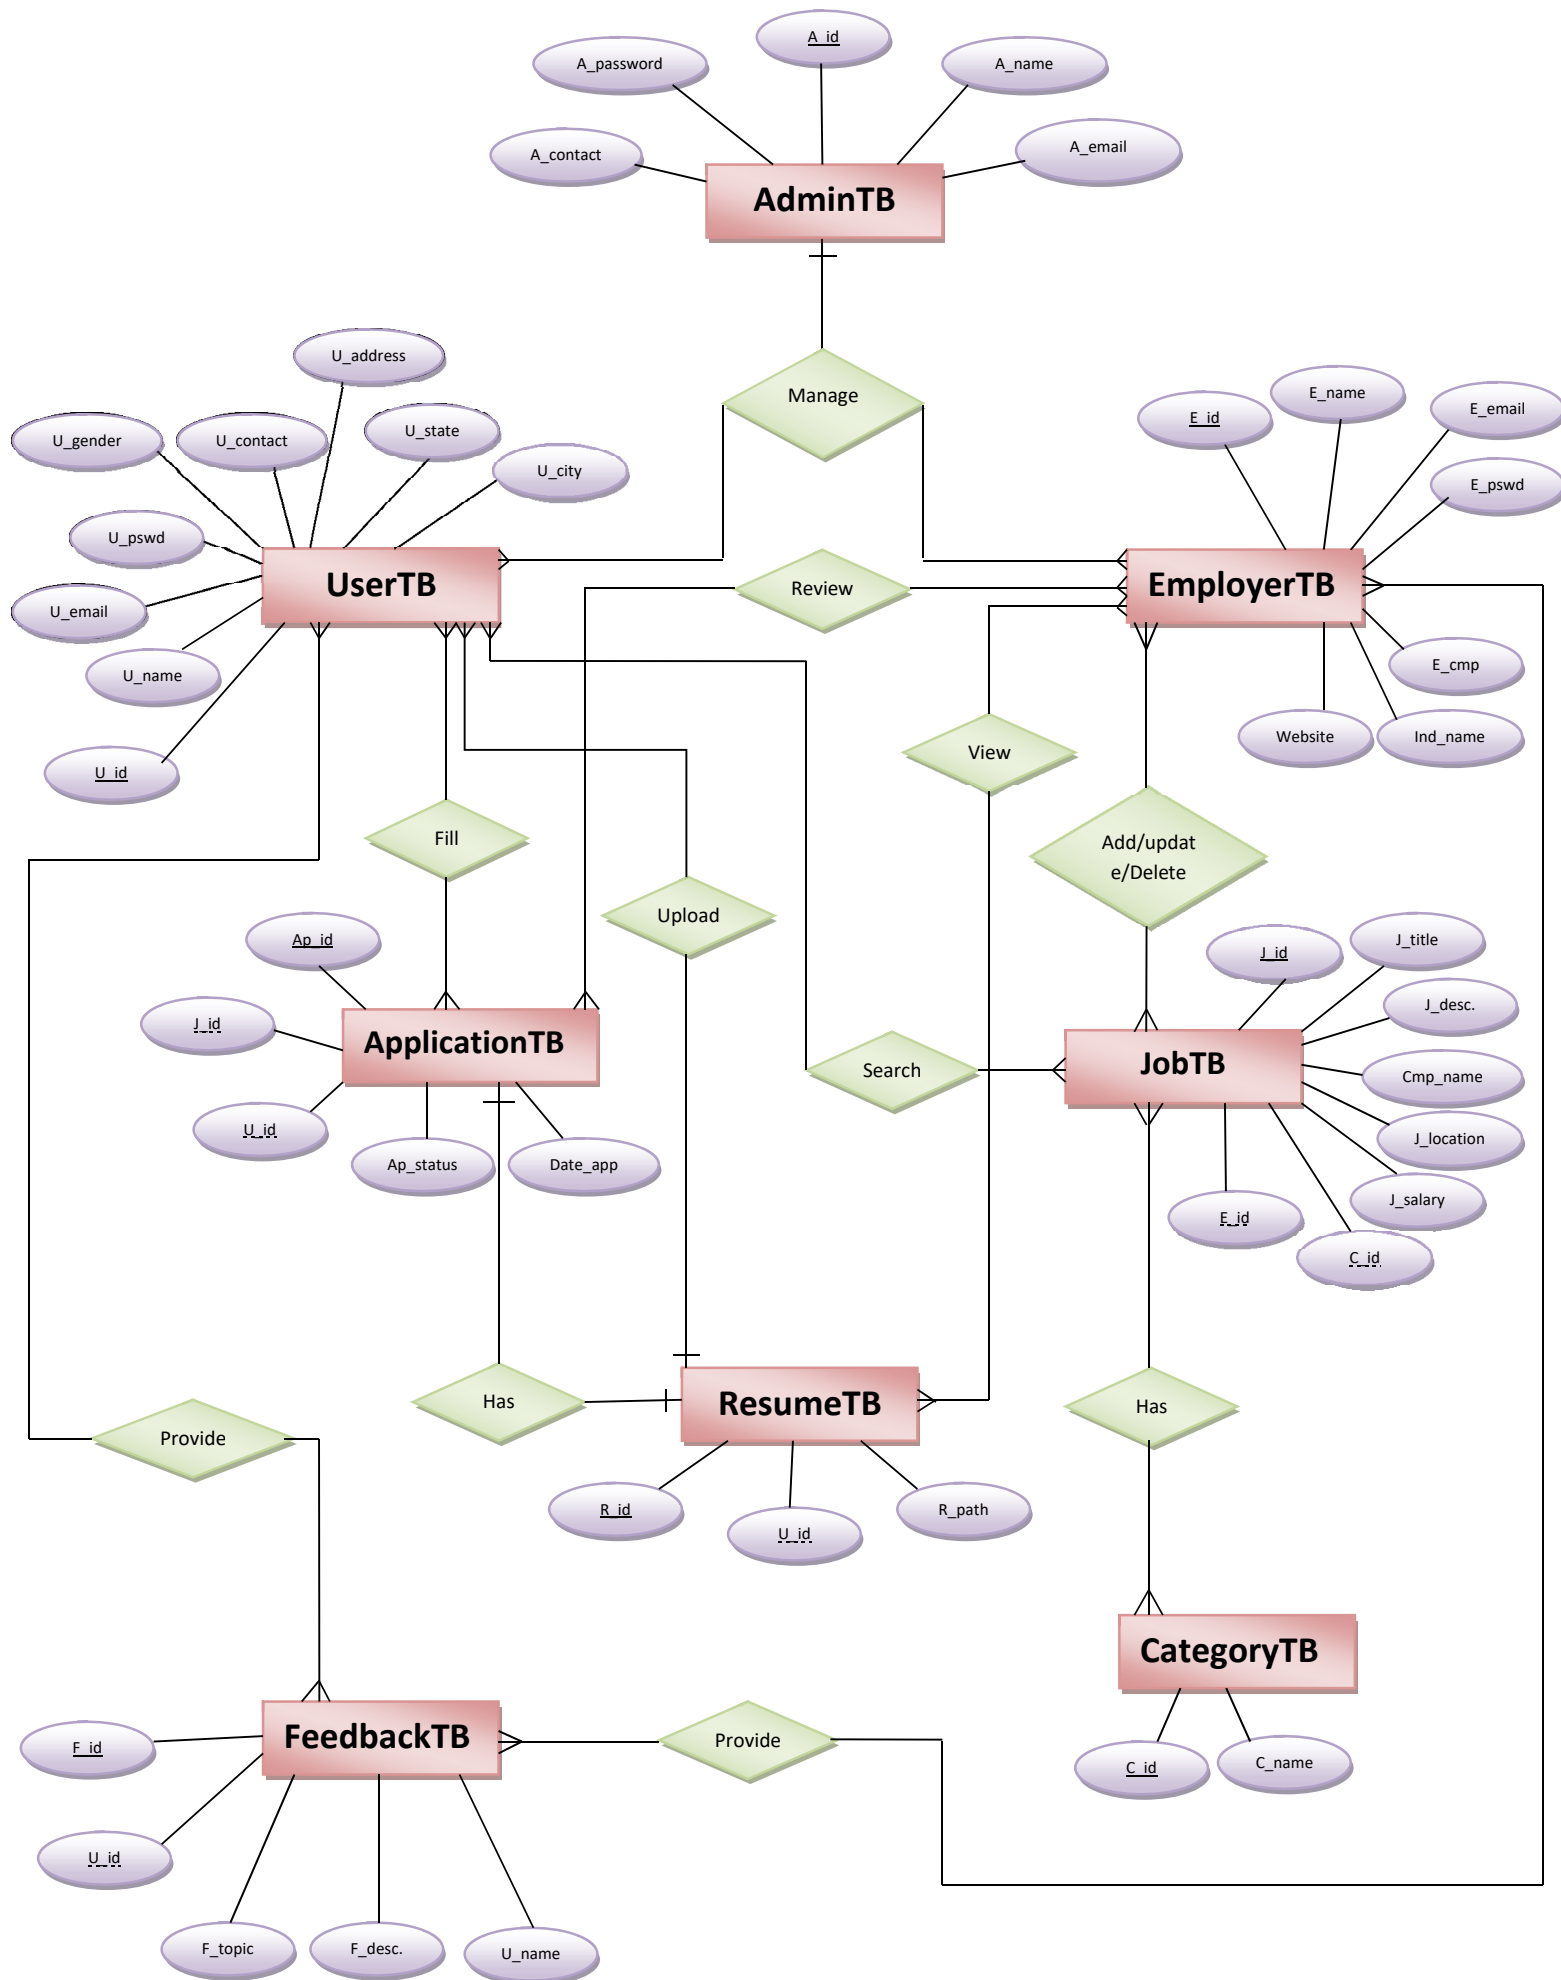 A_id
A_password
A_name
A_contact
A_email
AdminTB
Manage
U_address
U_gender
U_contact
U_state
U_city
U_pswd
U_email
U_name
U_id
UserTB
E_id
E_name
E_email
E_pswd
EmployerTB
E_cmp
Ind_name
Website
Review
View
Fill
Upload
Add/updat
e/Delete
Search
Ap_id
J_id
U_id
Ap_status
Date_app
ApplicationTB
J_id
J_title
J_desc.
Cmp_name
J_location
J_salary
C_id
E_id
JobTB
Has
ResumeTB
R_id
U_id
R_path
Has
Provide
CategoryTB
C_id
C_name
FeedbackTB
Provide
F_id
U_id
F_topic
F_desc.
U_name